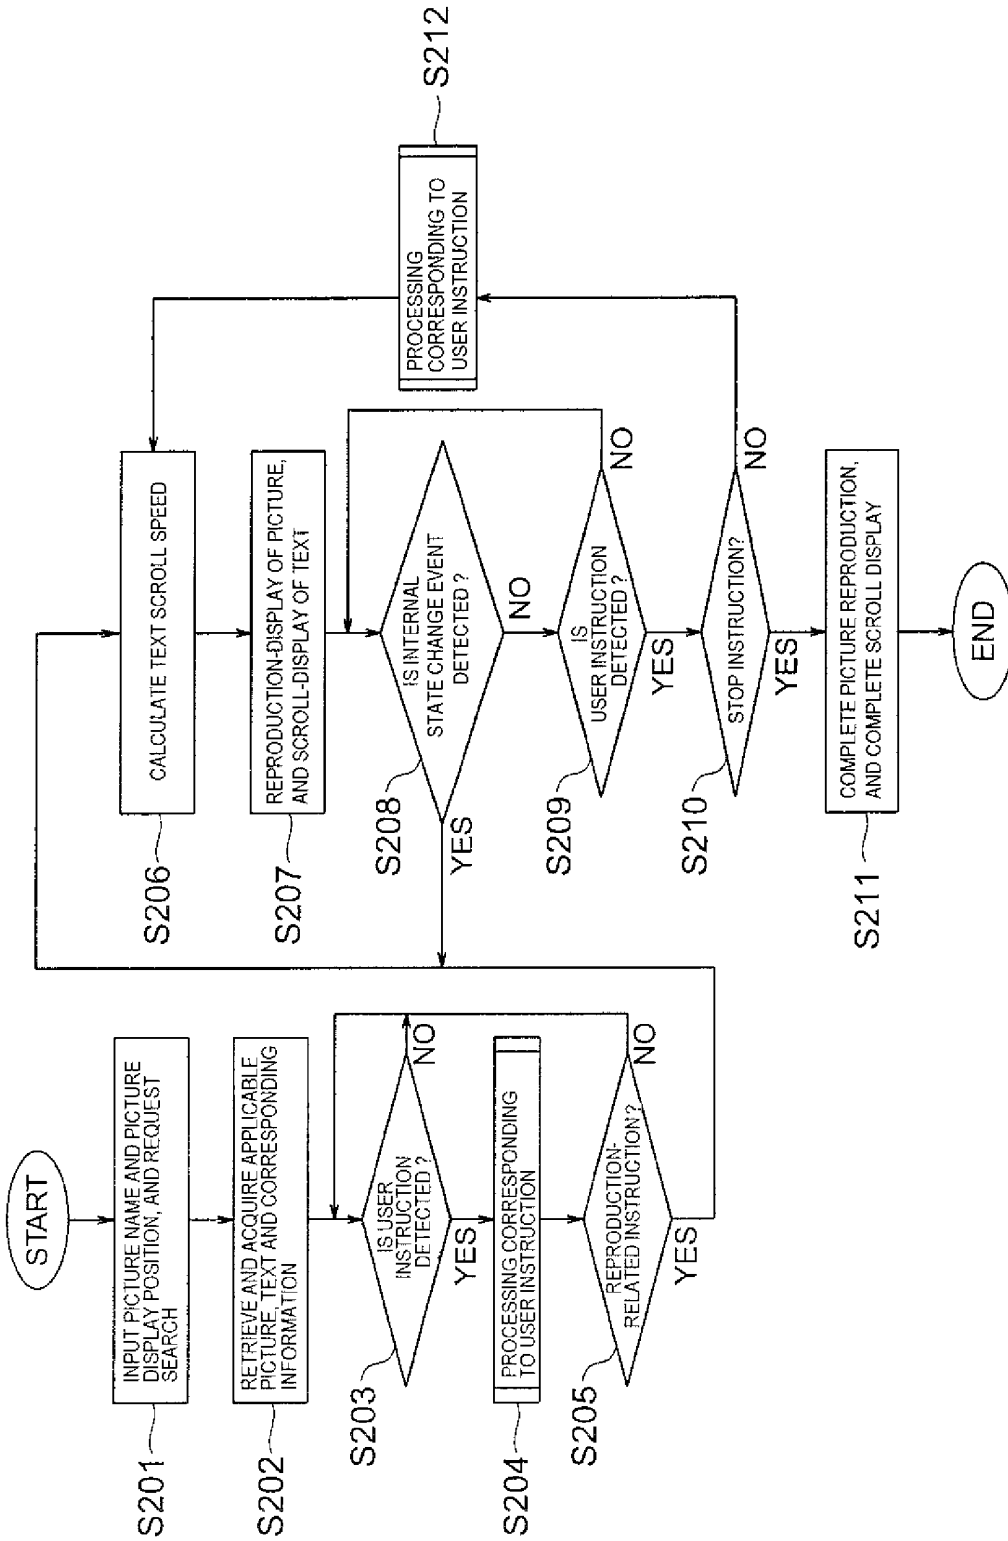 START
INPUT PICTURE NAME AND PICTURE
DISPLAY POSITION, AND REQUEST
SEARCH
S201
RETRIEVE AND ACQUIRE APPLICABLE
PICTURE, TEXT AND CORRESPONDING
INFORMATION
S202
IS USER
INSTRUCTION
DETECTED ?
S203
NO
YES
PROCESSING CORRESPONDING
TO USER INSTRUCTION
S204
REPRODUCTION-
RELATED INSTRUCTION?
S205
NO
YES
CALCULATE TEXT SCROLL SPEED
S206
REPRODUCTION-DISPLAY OF PICTURE,
AND SCROLL-DISPLAY OF TEXT
S207
IS INTERNAL
STATE CHANGE EVENT
DETECTED ?
S208
YES
NO
IS
USER INSTRUCTION
DETECTED ?
S209
NO
YES
STOP INSTRUCTION?
S210
NO
YES
COMPLETE PICTURE REPRODUCTION,
AND COMPLETE SCROLL DISPLAY
S211
END
PROCESSING
CORRESPONDING TO
USER INSTRUCTION
S212